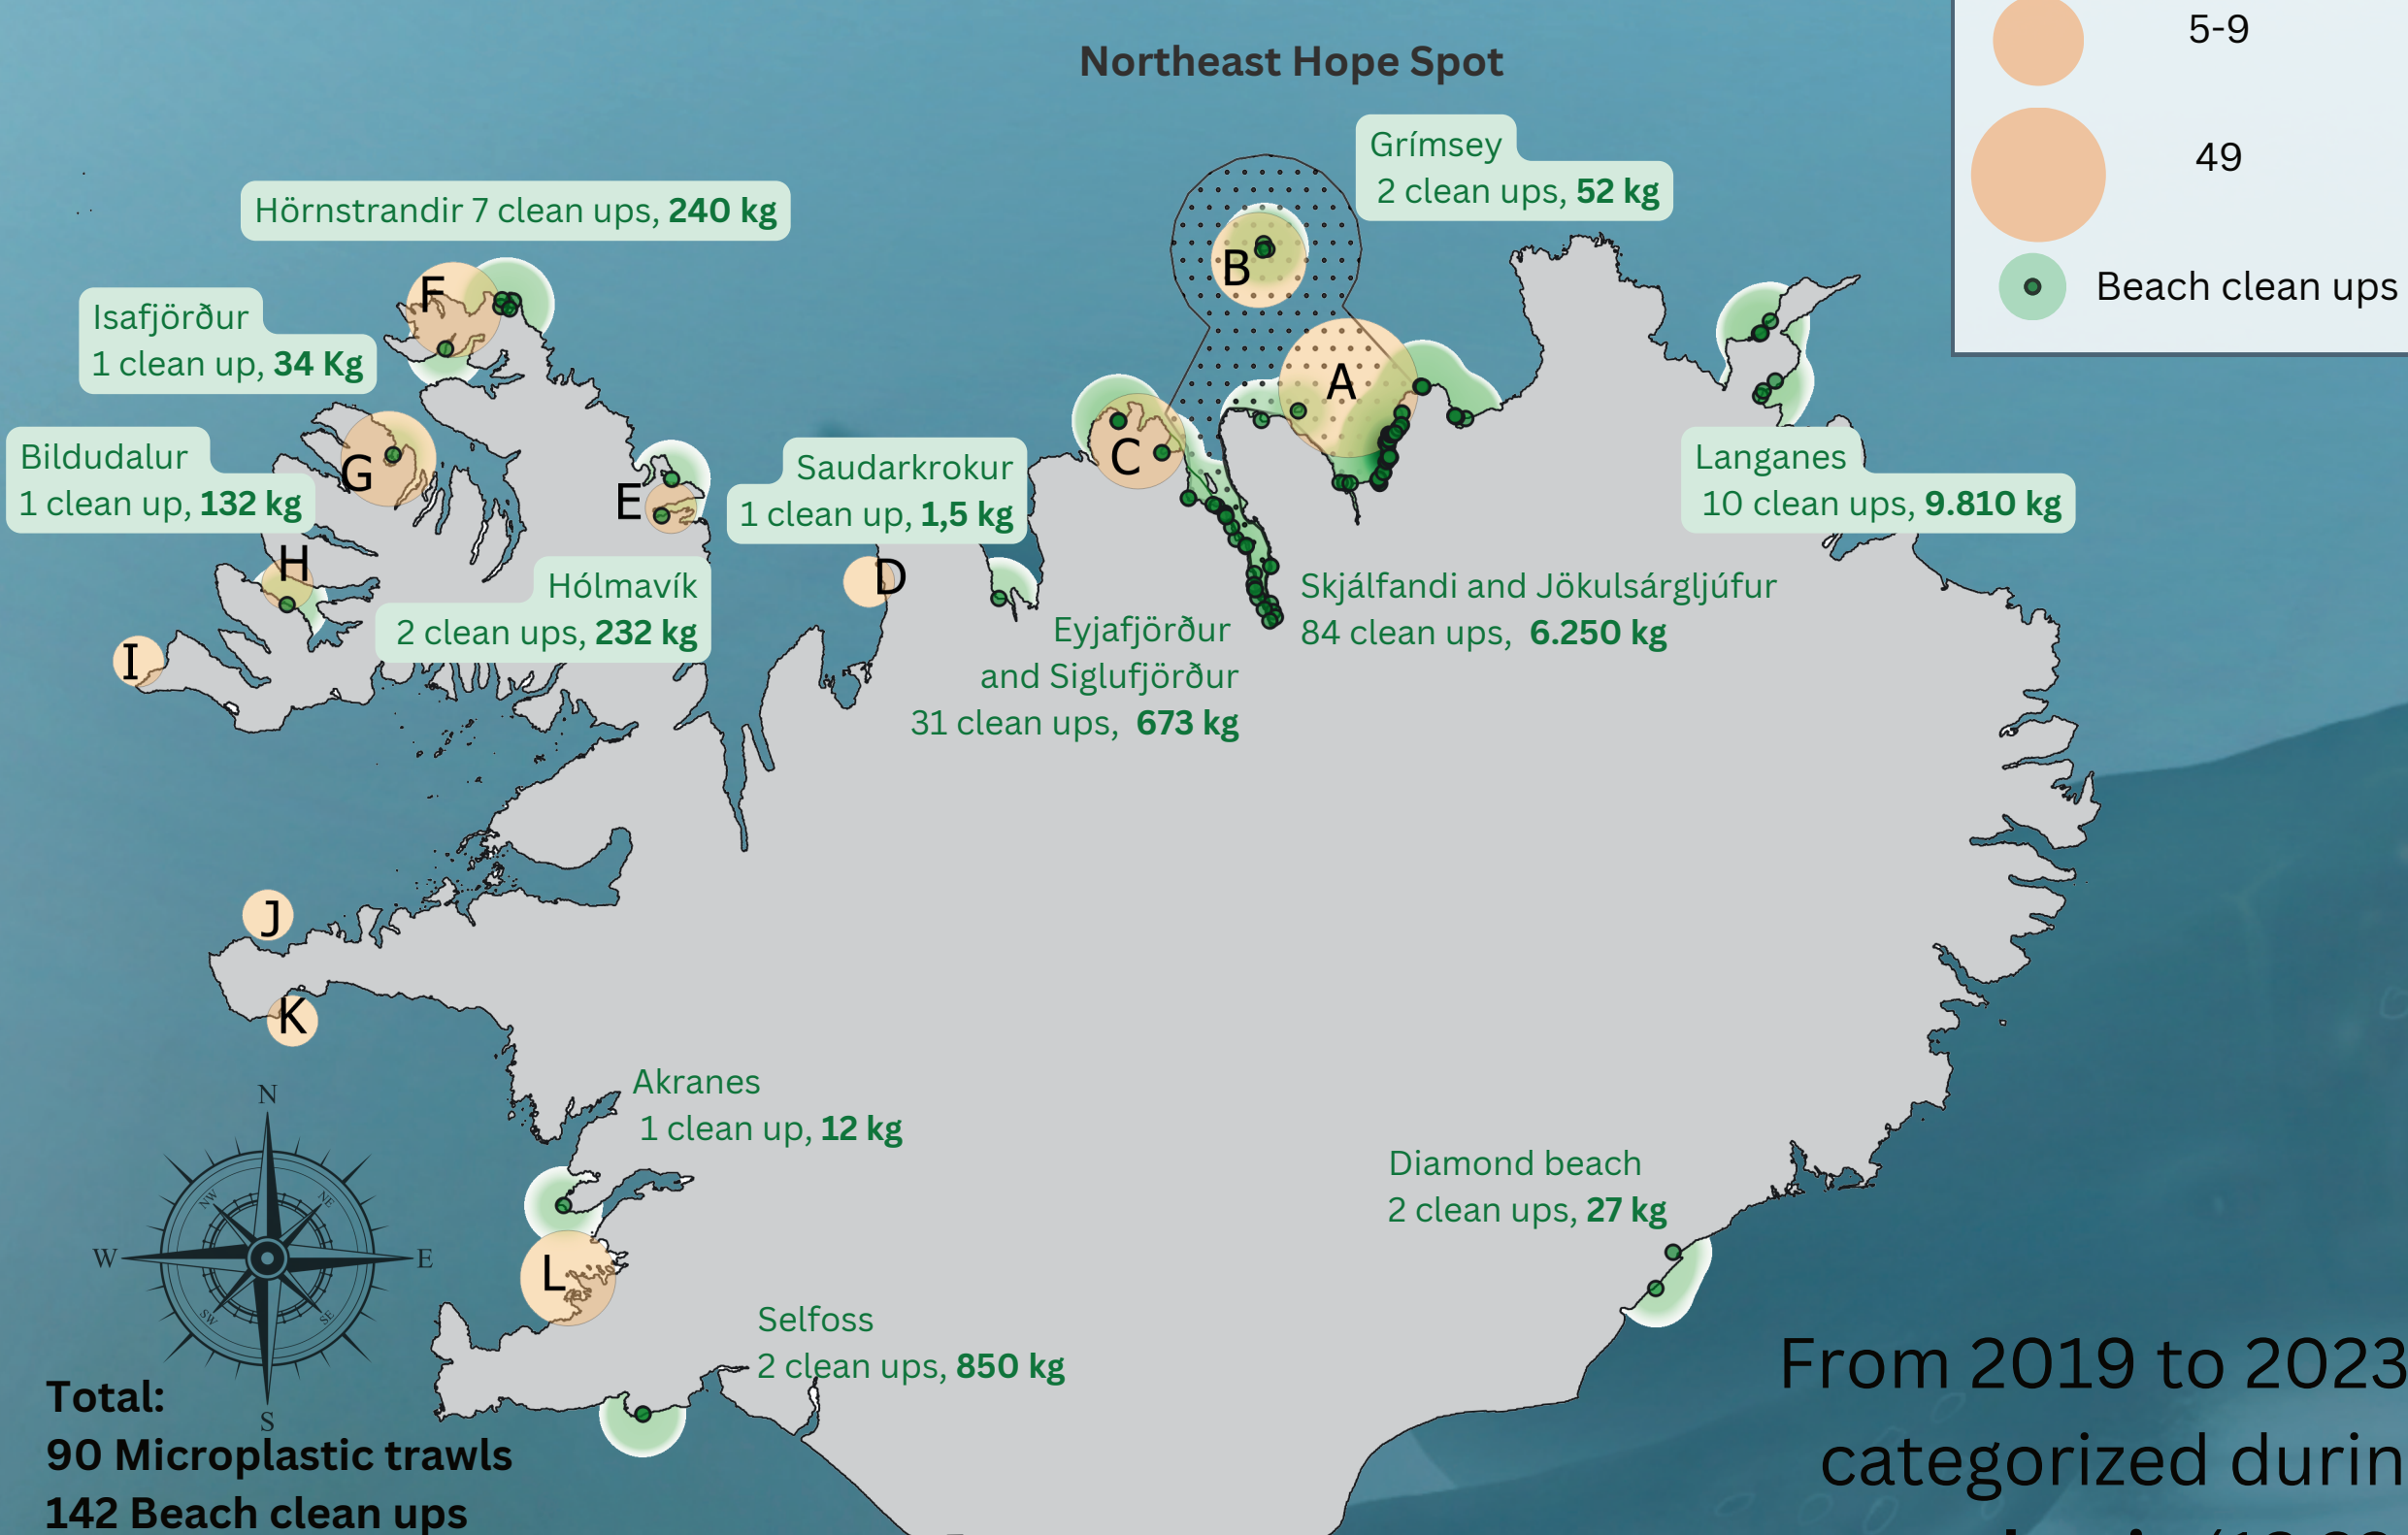 5-9
49
Beach clean ups
Northeast Hope Spot
Grímsey
2 clean ups, 52 kg
Hörnstrandir 7 clean ups, 240 kg
Isafjörður
1 clean up, 34 Kg
Bildudalur
1 clean up, 132 kg
Saudarkrokur
1 clean up, 1,5 kg
Langanes
10 clean ups, 9.810 kg
Hólmavík
2 clean ups, 232 kg
Skjálfandi and Jökulsárgljúfur
84 clean ups, 6.250 kg
Eyjafjörður
and Siglufjörður
31 clean ups, 673 kg
A
B
C
D
E
F
G
H
I
J
K
L
Akranes
1 clean up, 12 kg
Diamond beach
2 clean ups, 27 kg
Selfoss
2 clean ups, 850 kg
N
NE
E
SE
S
SW
W
NW
Total:
90 Microplastic trawls
142 Beach clean ups
From 2019 to 2023
categorized durin